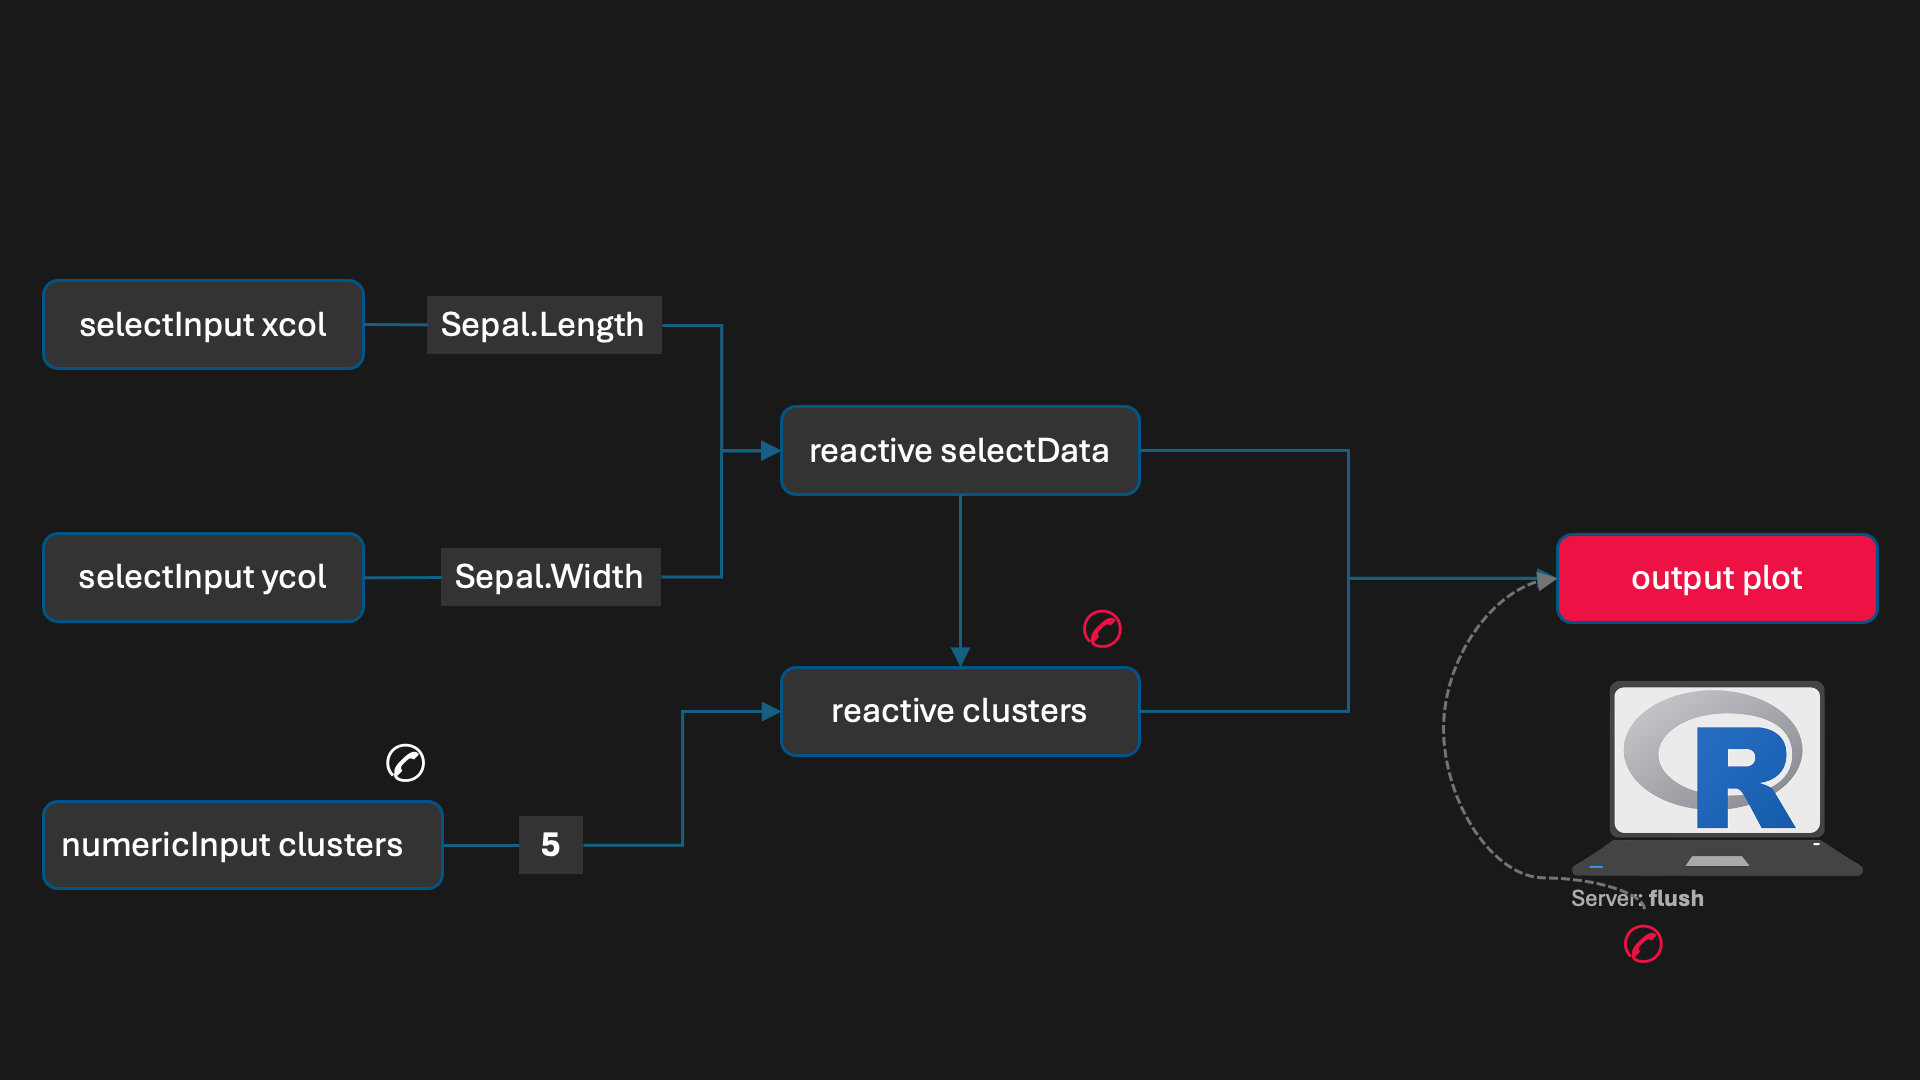 selectInput xcol
Sepal.Length
reactive selectData
selectInput ycol
Sepal.Width
output plot
reactive clusters
numericInput clusters
5
R
Server: flush